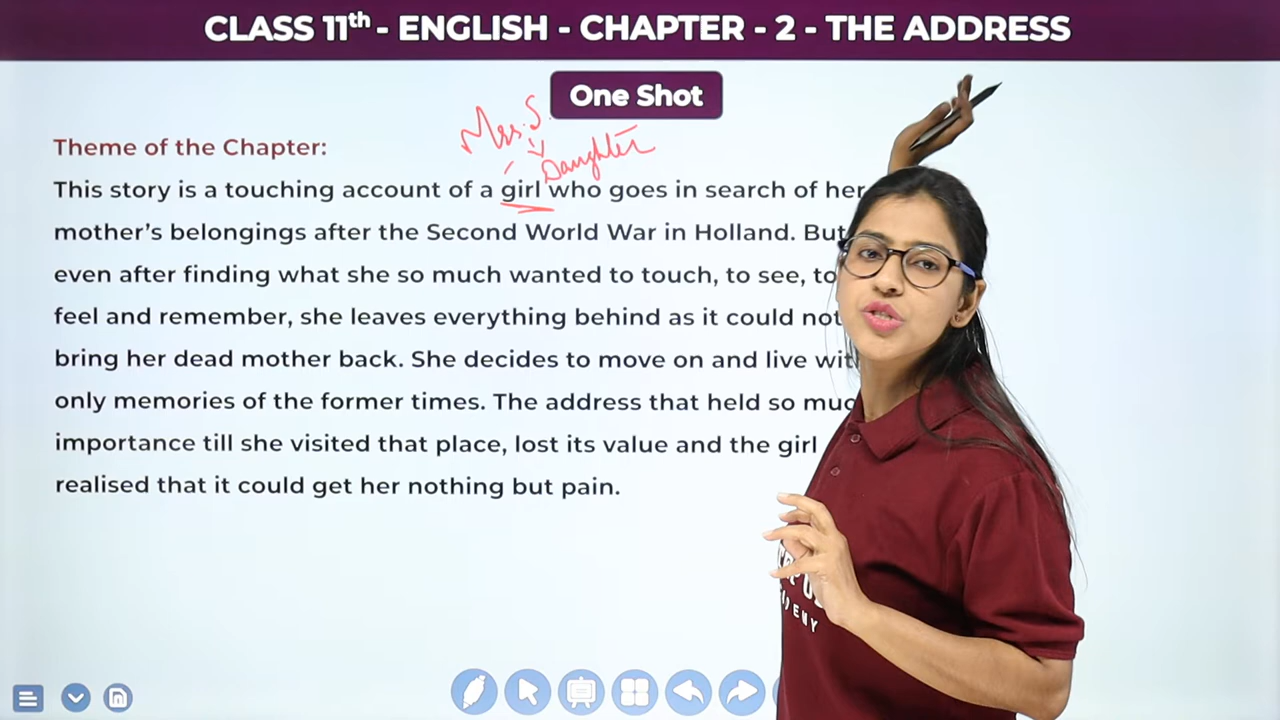 CLASS 11th - ENGLISH - CHAPTER - 2 - THE ADDRESS
One Shot
Mrs. S.
Daughter
Theme of the Chapter:
This story is a touching account of a girl who goes in search of her
mother's belongings after the Second World War in Holland. But
even after finding what she so much wanted to touch, to see, to
feel and remember, she leaves everything behind as it could not
bring her dead mother back. She decides to move on and live wit
only memories of the former times. The address that held so muc
importance till she visited that place, lost its value and the girl
realised that it could get her nothing but pain.